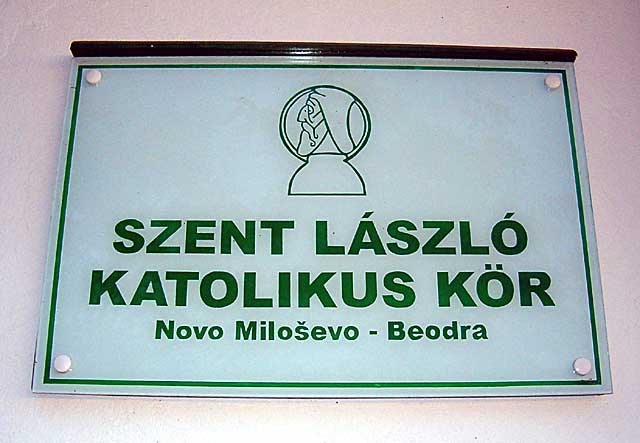 SZENT LÁSZLÓ
KATOLIKUS KÖR
Novo Miloševo - Beodra